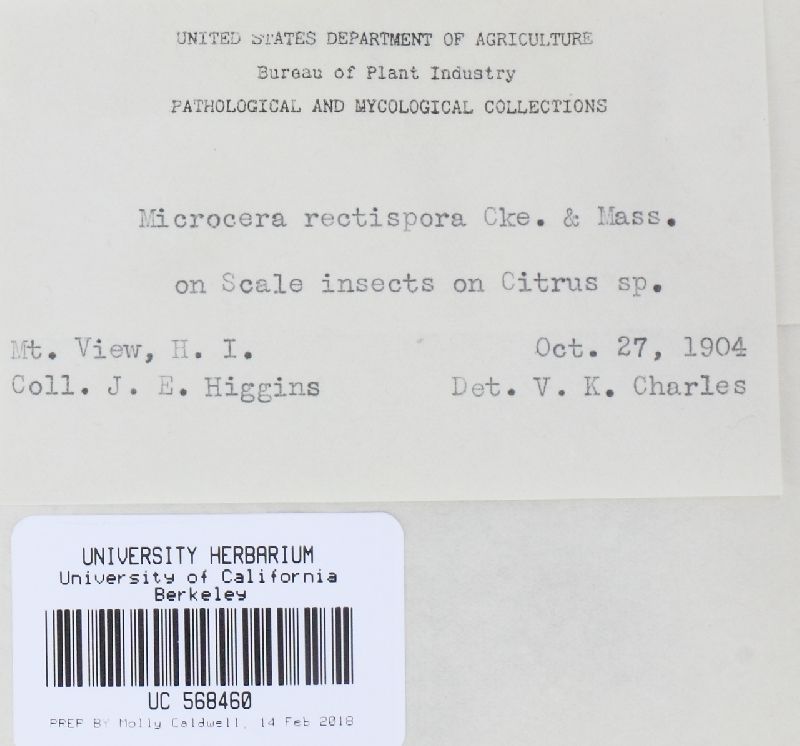 UNITED STATES DEPARTMENT OF AGRICULTURE
Bureau of Plant Industry
PATHOLOGICAL AND MYCOLOGICAL COLLECTIONS
Microcera rectispora Cke. & Mass.
on Scale insects on Citrus sp.
Mt. View, H. I. Oct. 27, 1904
Coll. J. E. Higgins Det. V. K. Charles
UNIVERSITY HERBARIUM
University of California
Berkeley
UC 568460
PREP BY Molly Caldwell, 14 Feb 2018